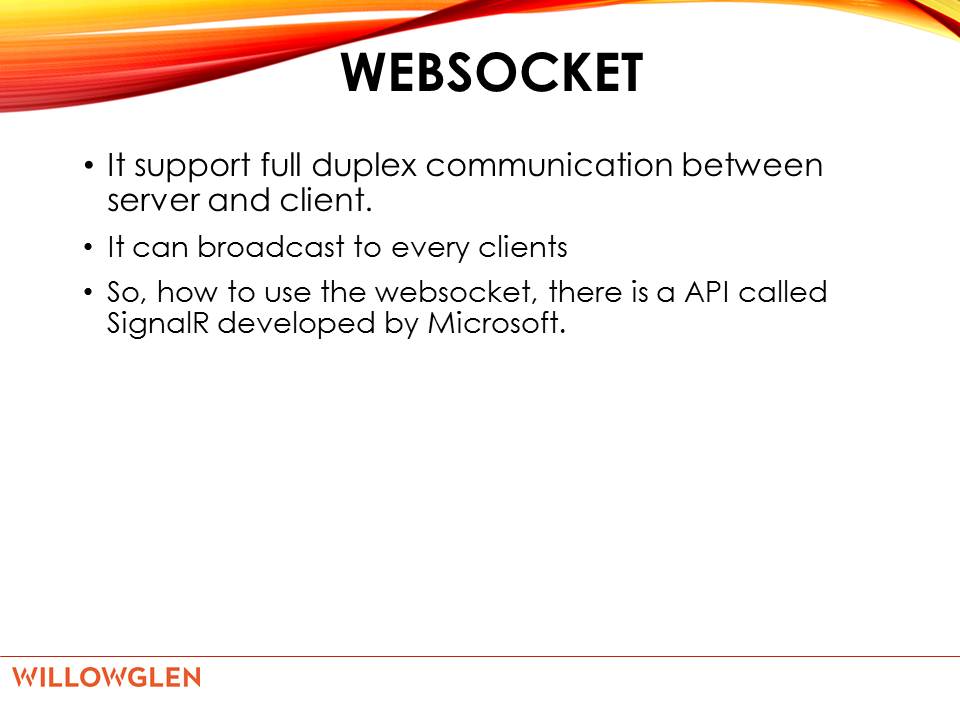 WEBSOCKET
• It support full duplex communication between
server and client.
• It can broadcast to every clients
• So, how to use the websocket, there is a API called
SignalR developed by Microsoft.
WILLOWGLEN